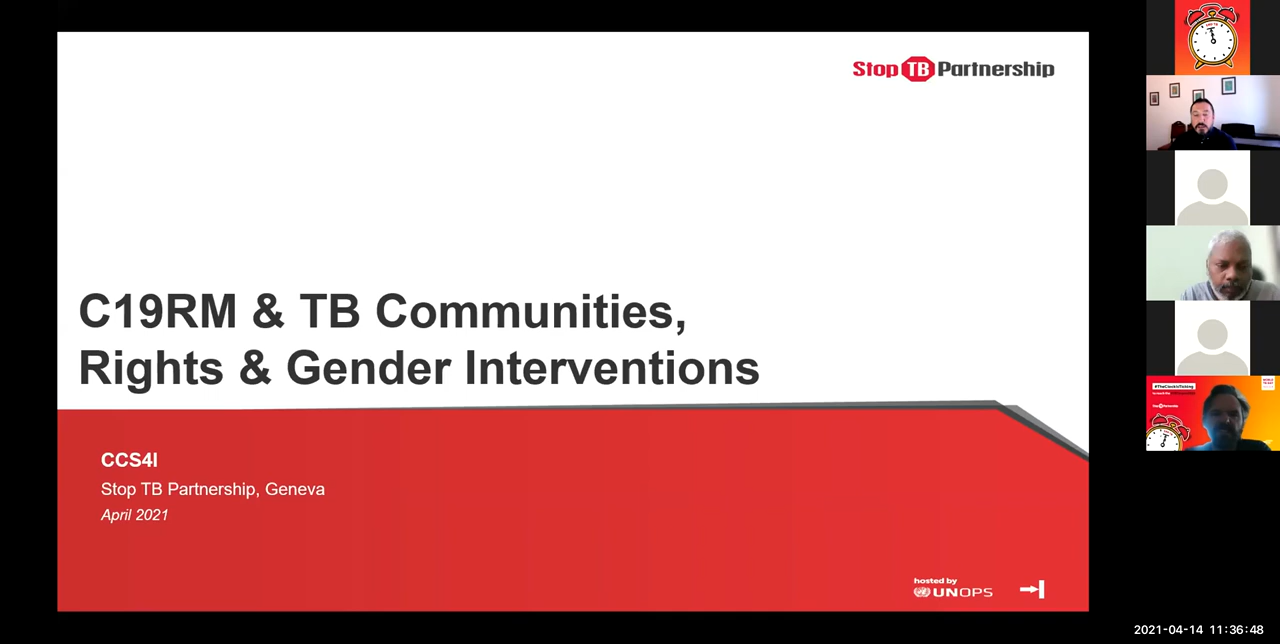 Stop TB Partnership
C19RM & TB Communities,
Rights & Gender Interventions
CCS4I
Stop TB Partnership, Geneva
April 2021
hosted by
UNOPS
#TheClockIsTicking
2021-04-14 11:36:48